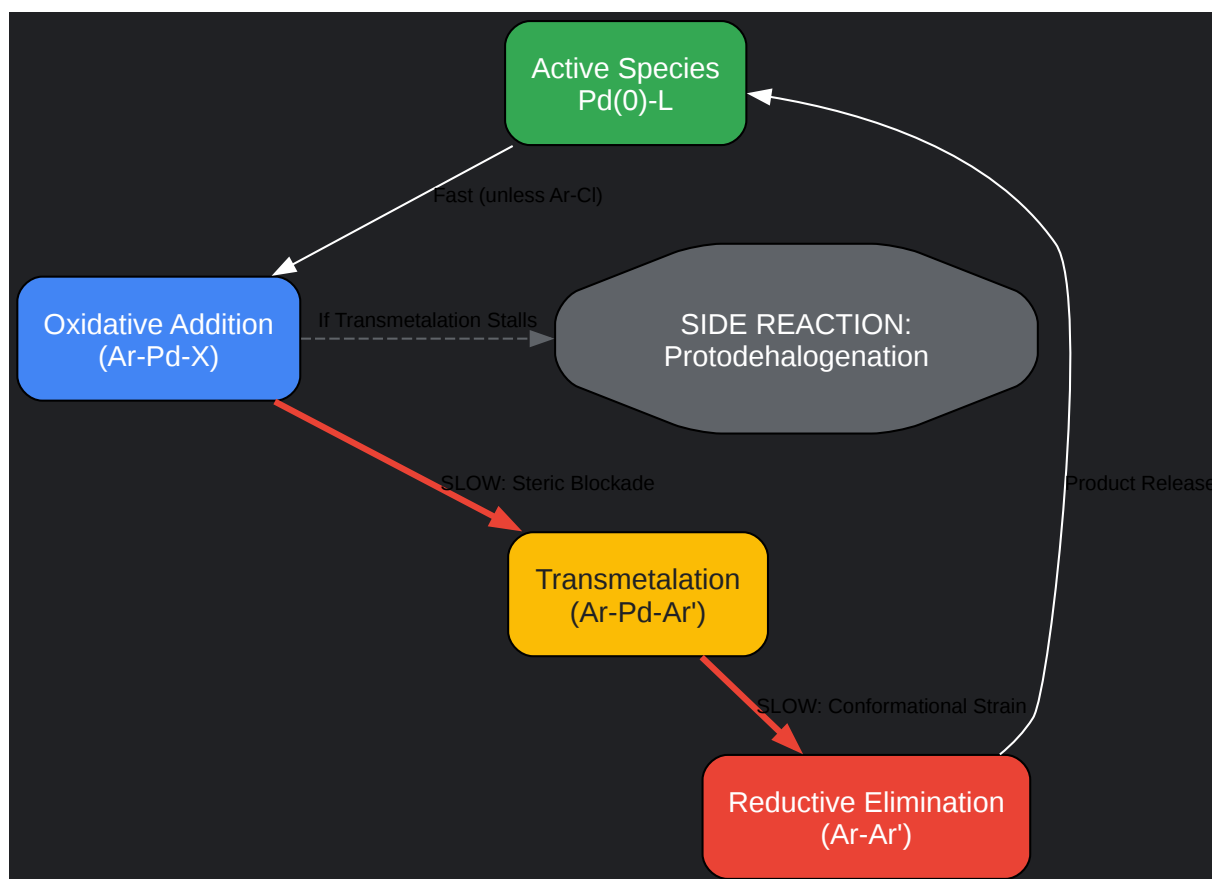 Active Species
Pd(0)-L
Fast (unless Ar-Cl)
Oxidative Addition
(Ar-Pd-X)
If Transmetalation Stalls
SIDE REACTION:
Protodehalogenation
SLOW: Steric Blockade
Product Release
Transmetalation
(Ar-Pd-Ar')
SLOW: Conformational Strain
Reductive Elimination
(Ar-Ar')